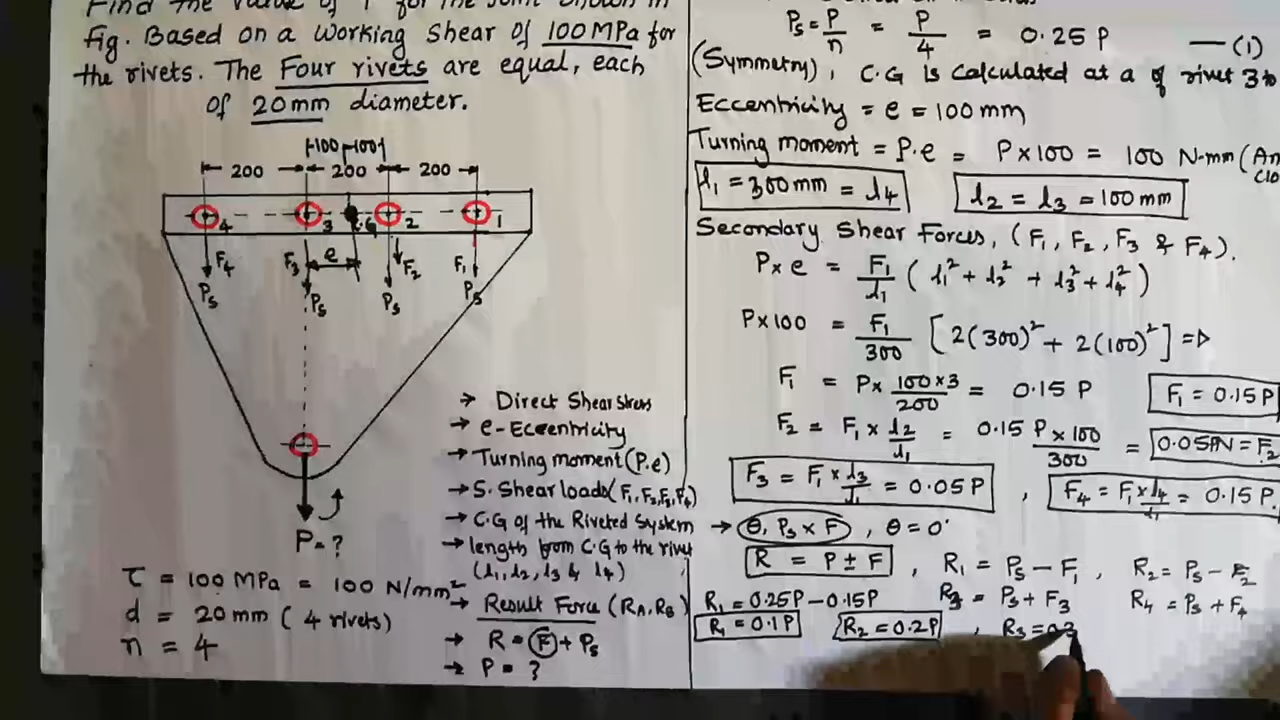 Find the value of P for the Joint shown in
fig. Based on a working shear of 100 MPa for
the rivets. The Four rivets are equal, each
of 20mm diameter.
100 100
200 200 200
4 3 C.G 2 1
F4 F3 e F2 F1
Ps Ps Ps Ps
P = ?
τ = 100 MPa = 100 N/mm²
d = 20 mm ( 4 rivets)
n = 4
→ Direct Shear Stress
→ e - Eccentricity
→ Turning moment (P.e)
→ S. Shear loads (F1, F2, F3, F4)
→ C.G of the Riveted System
→ length from C.G to the rivet
(l1, l2, l3 & l4)
→ Result Force (RA, RB)
→ R = F + Ps
→ P = ?
Ps = P/n = P/4 = 0.25 P — (1)
(Symmetry), C.G is calculated at a of rivet 3 to
Eccentricity = e = 100 mm
Turning moment = P.e = P x 100 = 100 N-mm
l1 = 300 mm = l4 l2 = l3 = 100 mm
Secondary Shear Forces, (F1, F2, F3 & F4).
P x e = F1/l1 ( l1² + l2² + l3² + l4² )
P x 100 = F1/300 [ 2(300)² + 2(100)² ] ⇒
F1 = P x 100 x 3/200 = 0.15 P F1 = 0.15 P
F2 = F1 x l2/l1 = 0.15 P x 100/300 = 0.05PN = F2
F3 = F1 x l3/l1 = 0.05 P , F4 = F1 x l4/l1 = 0.15 P
→ θ, Ps x F , θ = 0°
R = P ± F , R1 = Ps - F1 , R2 = Ps - F2
R1 = 0.25P - 0.15P R3 = Ps + F3 R4 = Ps + F4
R1 = 0.1P R2 = 0.2P , R3 = 0.3